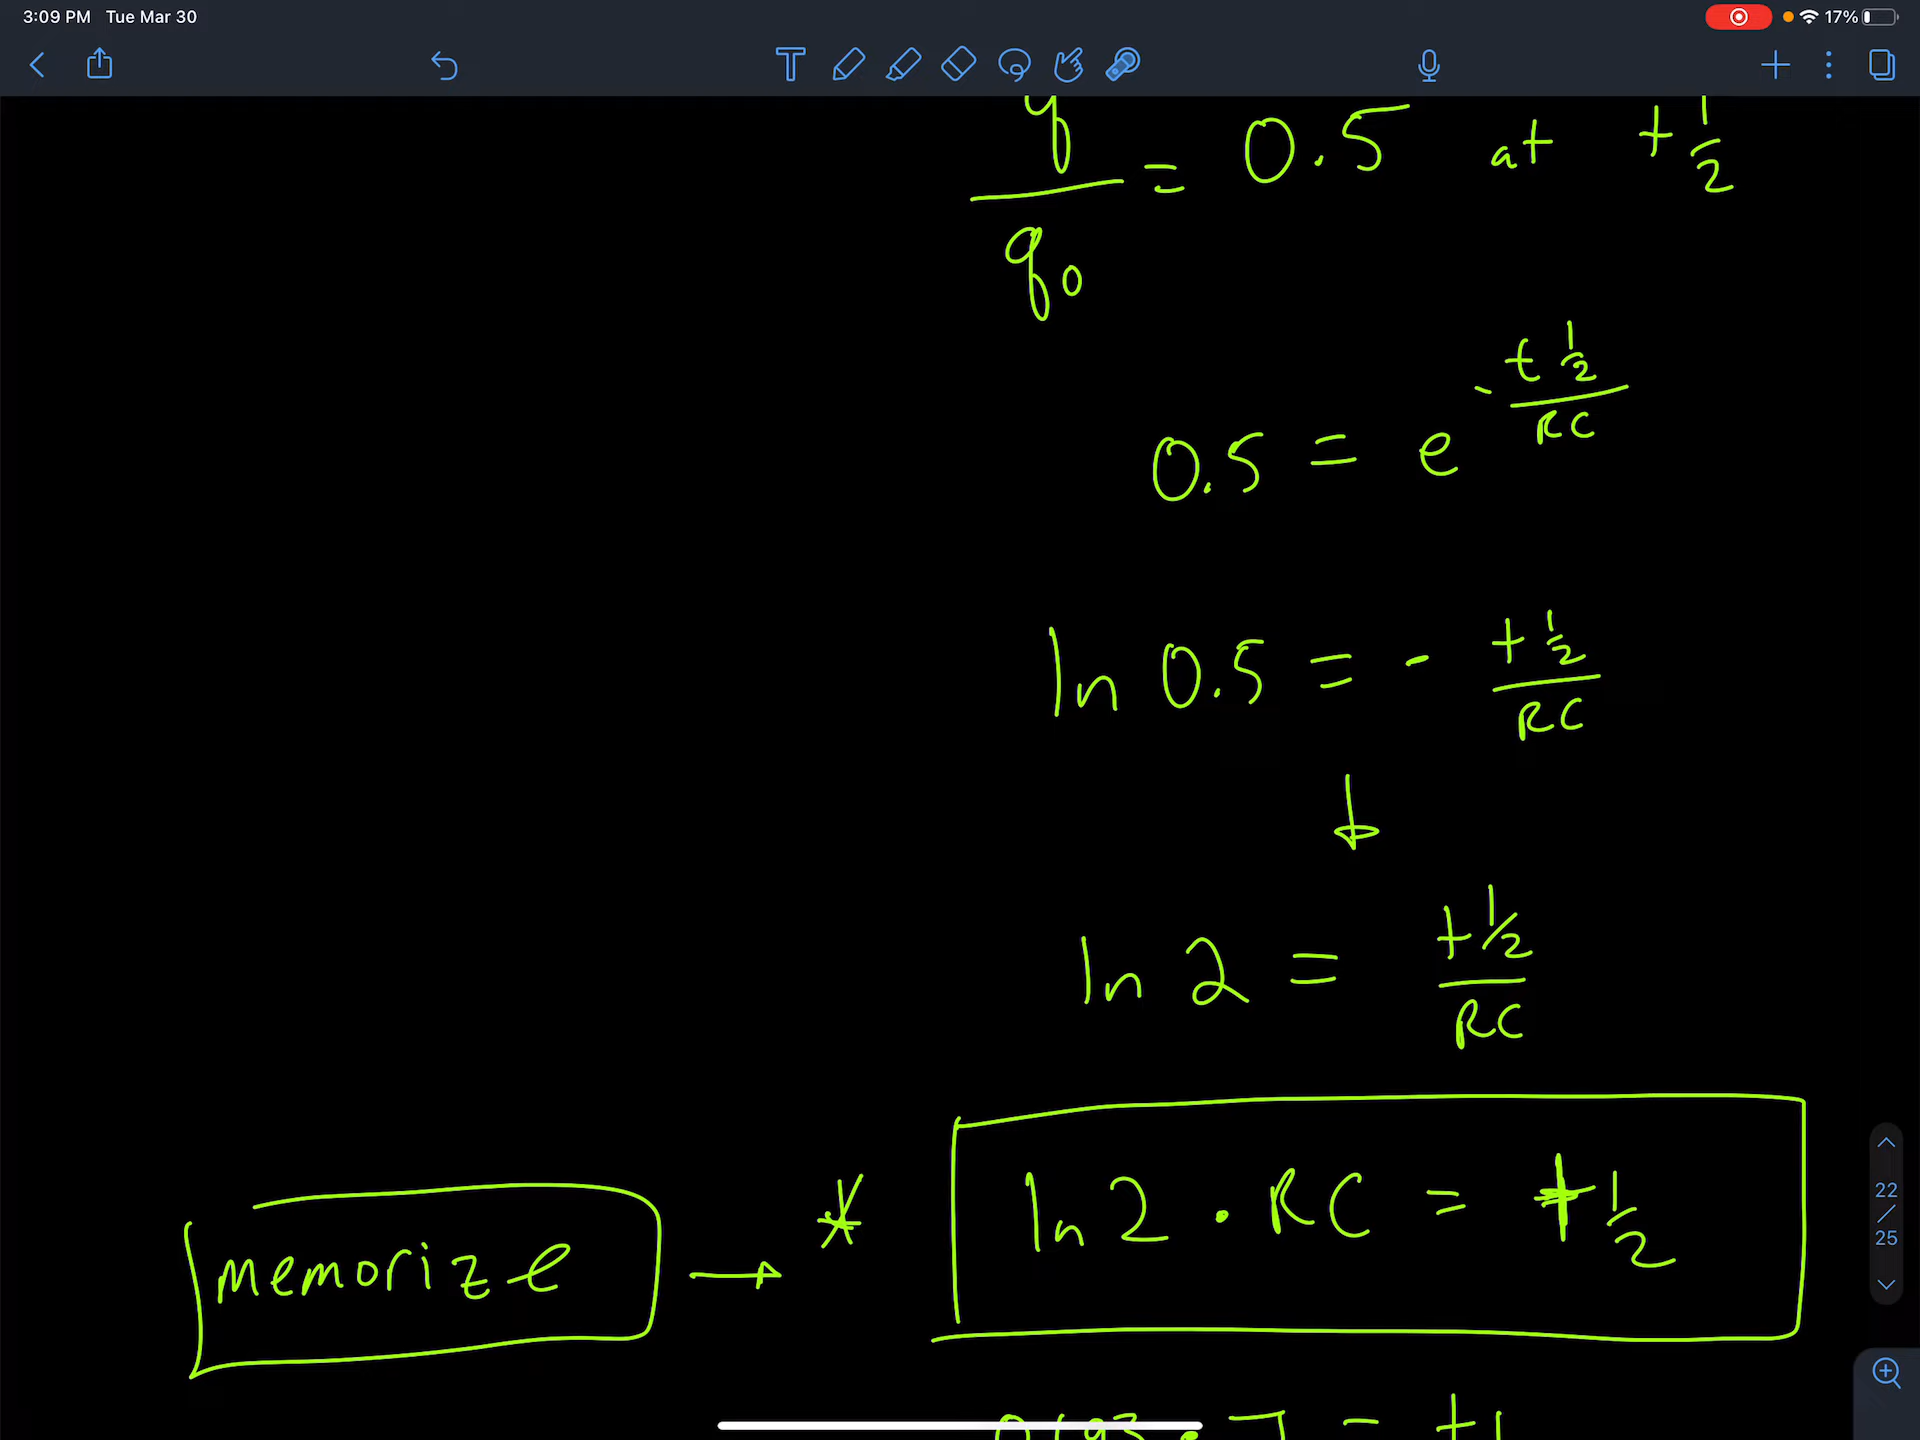 3:09 PM Tue Mar 30
17%
q/q₀ = 0.5 at t½
0.5 = e^(-t½/RC)
ln 0.5 = - t½/RC
ln 2 = t½/RC
memorize → * ln 2 · RC = t½
22
/
25